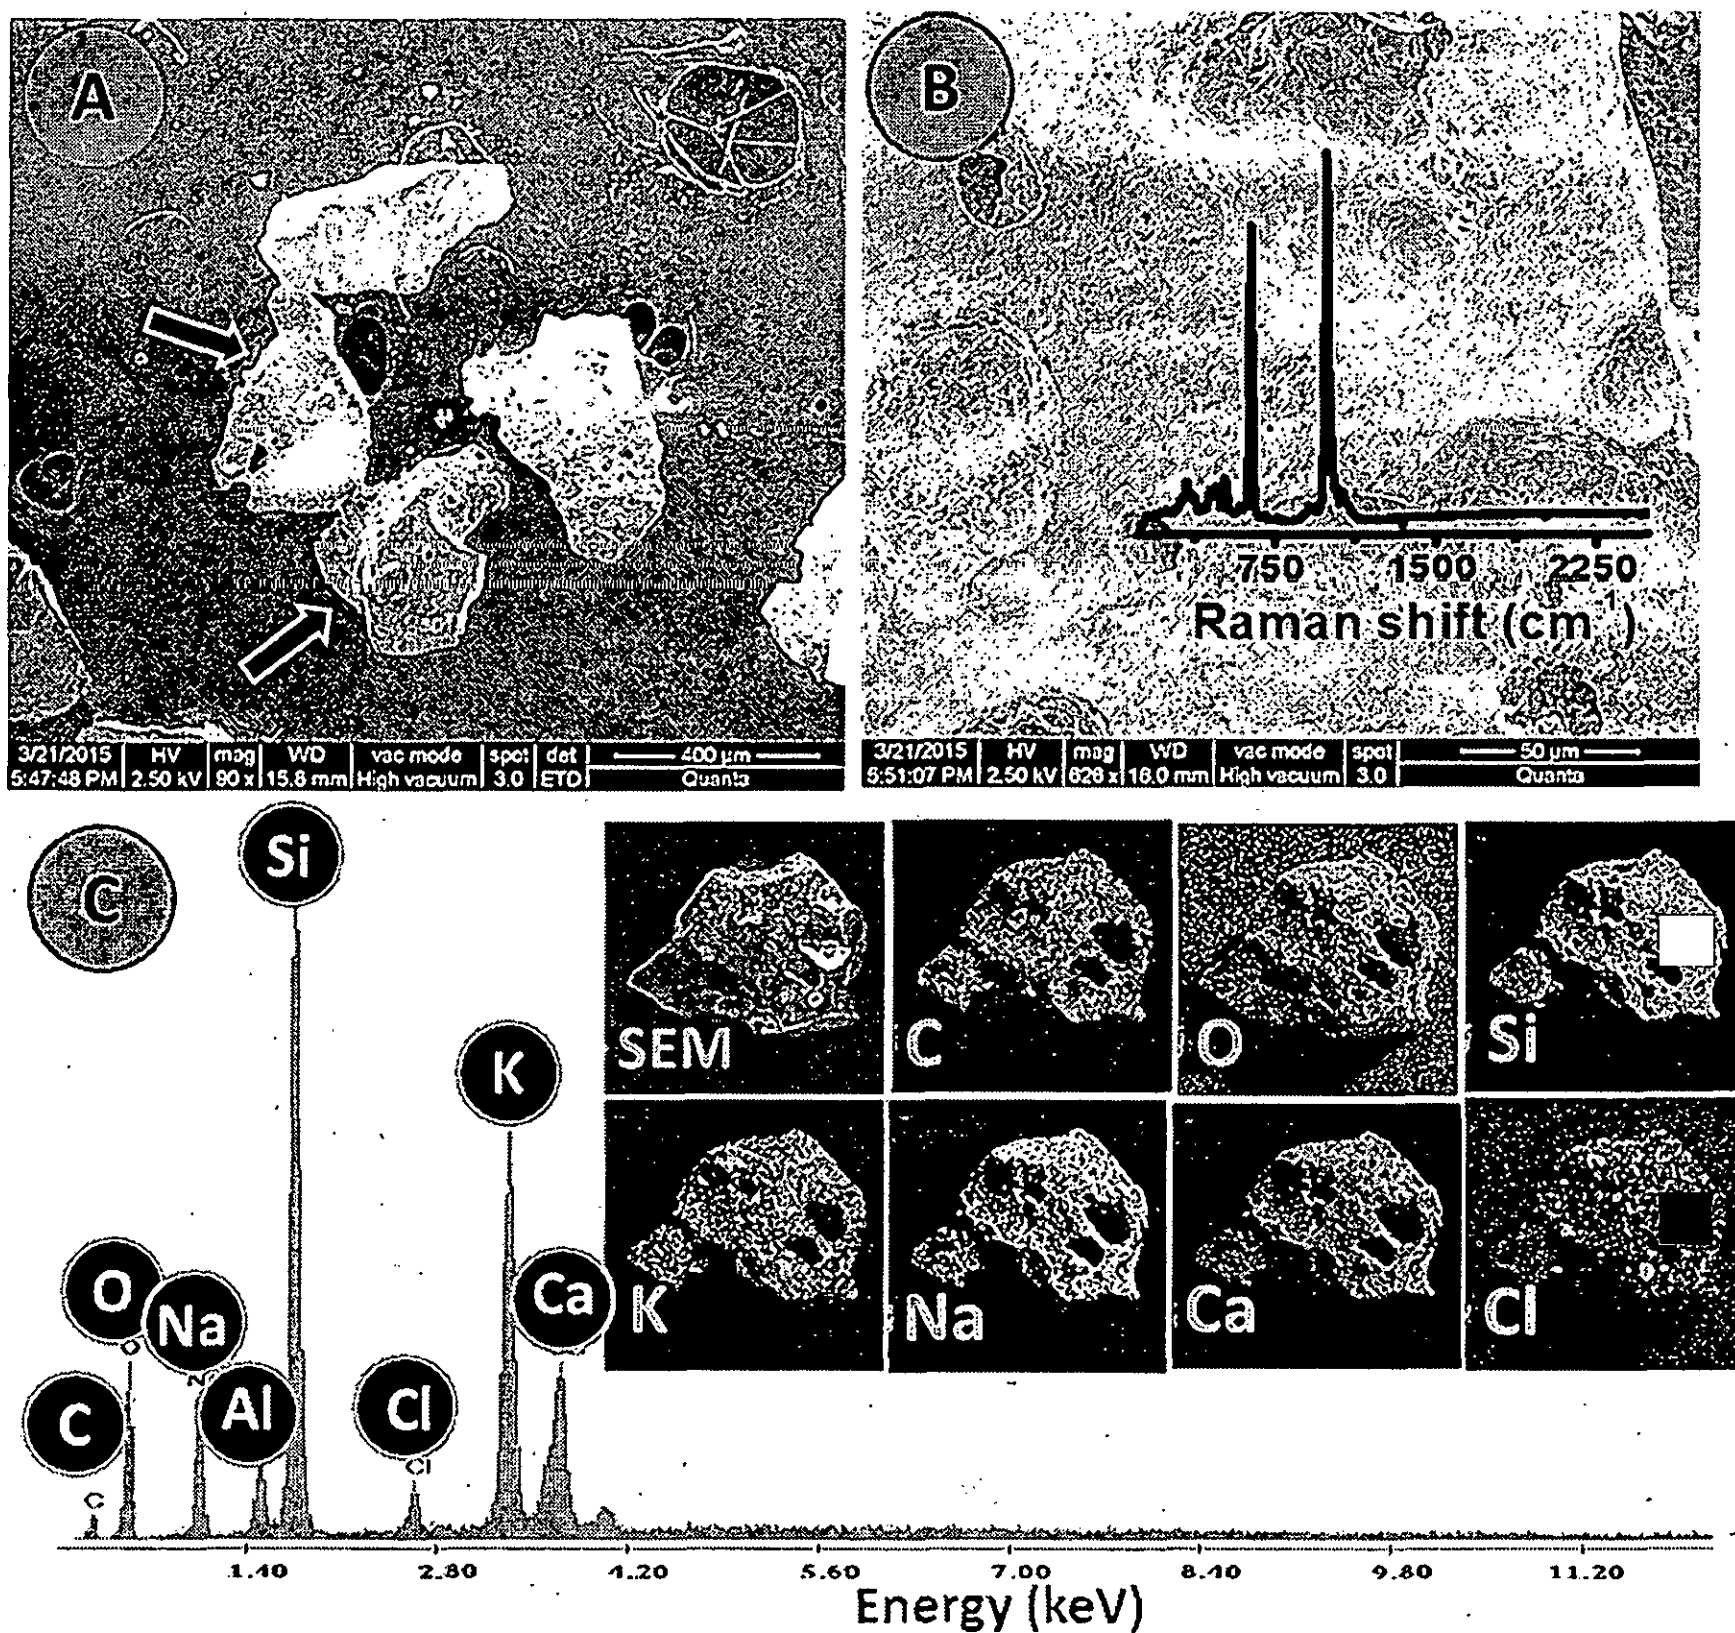 A
B
750 1500 2250
Raman shift (cm⁻¹)
3/21/2015 HV mag WD vac mode spot det 400 µm
5:47:48 PM 2.50 kV 90 x 15.8 mm High vacuum 3.0 ETD Quanta
3/21/2015 HV mag WD vac mode spot 50 µm
5:51:07 PM 2.50 kV 626 x 16.0 mm High vacuum 3.0 Quanta
C
Si
K
O
Na
Ca
C
Al
Cl
O
C
Cl
SEM C O Si
K Na Ca Cl
1.40 2.80 4.20 5.60 7.00 8.40 9.80 11.20
Energy (keV)